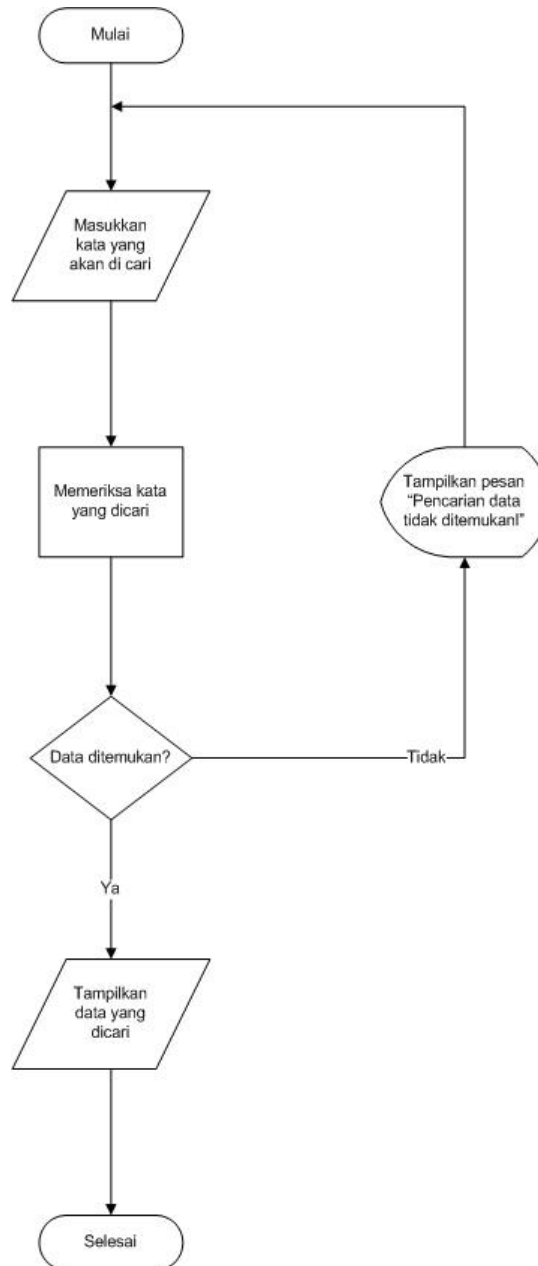 Mulai
Masukkan
kata yang
akan di cari
Memeriksa kata
yang dicari
Tampilkan pesan
“Pencarian data
tidak ditemukan!”
Data ditemukan?
Tidak
Ya
Tampilkan
data yang
dicari
Selesai